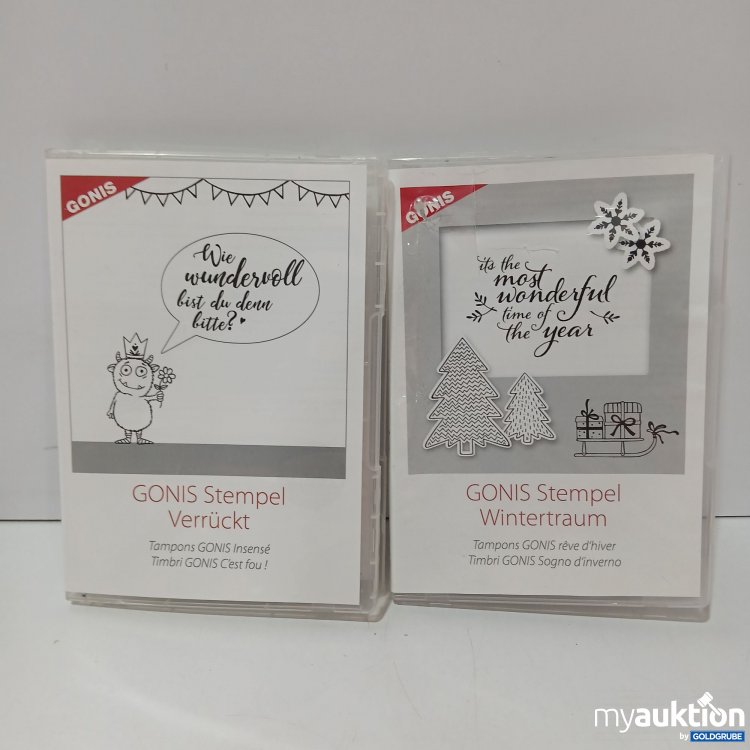 GONIS
Wie
wundervoll
bist du denn
bitte?
GONIS Stempel
Verrückt
Tampons GONIS Insensé
Timbri GONIS C'est fou !
GONIS
it's the
most
wonderful
time of
the year
GONIS Stempel
Wintertraum
Tampons GONIS rêve d'hiver
Timbri GONIS Sogno d'inverno
myauktion
by GOLDGRUBE